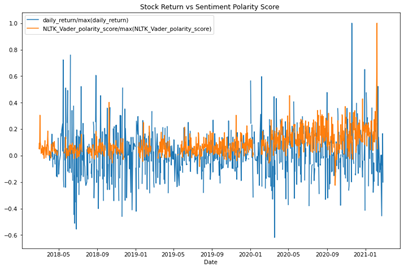 Stock Return vs Sentiment Polarity Score
daily_return/max(daily_return)
NLTK_Vader_polarity_score/max(NLTK_Vader_polarity_score)
1.0
0.8
0.6
0.4
0.2
0.0
−0.2
−0.4
−0.6
2018-05 2018-09 2019-01 2019-05 2019-09 2020-01 2020-05 2020-09 2021-01
Date